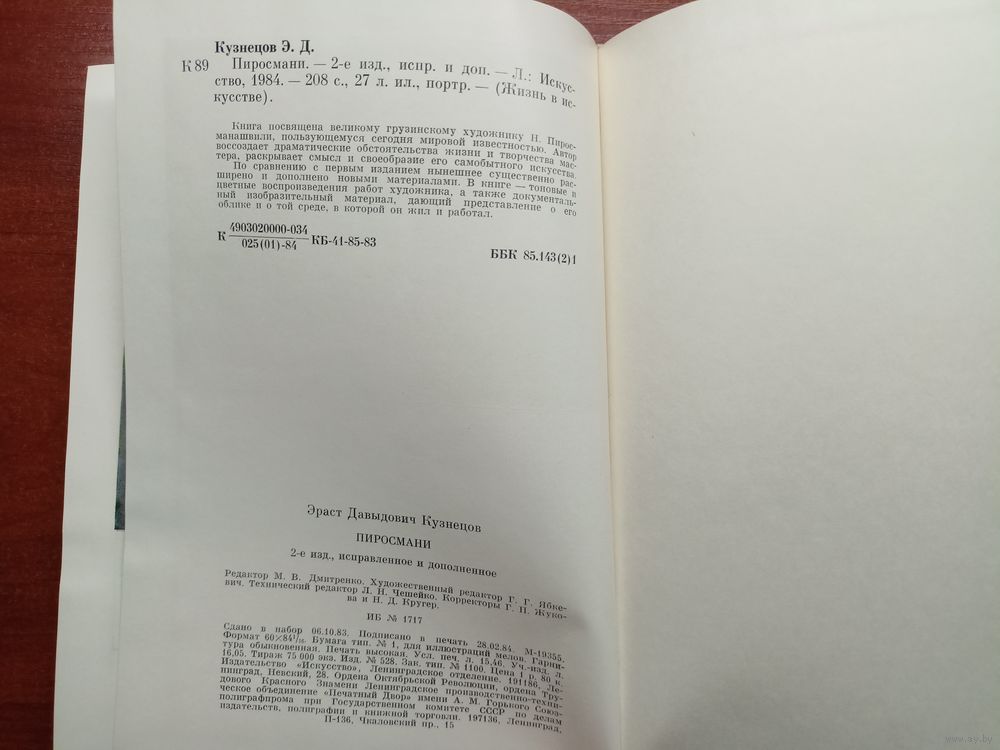 Кузнецов Э. Д.
К 89 Пиросмани. — 2-е изд., испр. и доп. — Л.: Искус-
ство, 1984. — 208 с., 27 л. ил., портр. — (Жизнь в ис-
кусстве).
Книга посвящена великому грузинскому художнику Н. Пирос-
манашвили, пользующемуся сегодня мировой известностью. Автор
воссоздает драматические обстоятельства жизни и творчества мас-
тера, раскрывает смысл и своеобразие его самобытного искусства.
По сравнению с первым изданием нынешнее существенно рас-
ширено и дополнено новыми материалами. В книге — тоновые и
цветные воспроизведения работ художника, а также документаль-
ный изобразительный материал, дающий представление о его
облике и о той среде, в которой он жил и работал.
К 4903020000-034
025(01)-84 КБ-41-85-83
ББК 85.143(2)1
Эраст Давыдович Кузнецов
ПИРОСМАНИ
2-е изд., исправленное и дополненное
Редактор М. В. Дмитренко. Художественный редактор Г. Г. Ябке-
вич. Технический редактор Л. Н. Чешейко. Корректоры Г. П. Жуко-
ва и Н. Д. Кругер.
ИБ № 1717
Сдано в набор 06.10.83. Подписано в печать 28.02.84. М-19355.
Формат 60×84 1/16. Бумага тип. № 1, для иллюстраций мелов. Гарни-
тура обыкновенная. Печать высокая. Усл. печ. л. 15,46. Уч.-изд. л.
16,05. Тираж 75 000 экз. Изд. № 528. Зак. тип. № 1100. Цена 1 р. 80 к.
Издательство «Искусство», Ленинградское отделение. 191186, Ле-
нинград, Невский, 28. Ордена Октябрьской Революции, ордена Тру-
дового Красного Знамени Ленинградское производственно-техни-
ческое объединение «Печатный Двор» имени А. М. Горького Союз-
полиграфпрома при Государственном комитете СССР по делам
издательств, полиграфии и книжной торговли. 197136, Ленинград,
П-136, Чкаловский пр., 15
www.ay.by